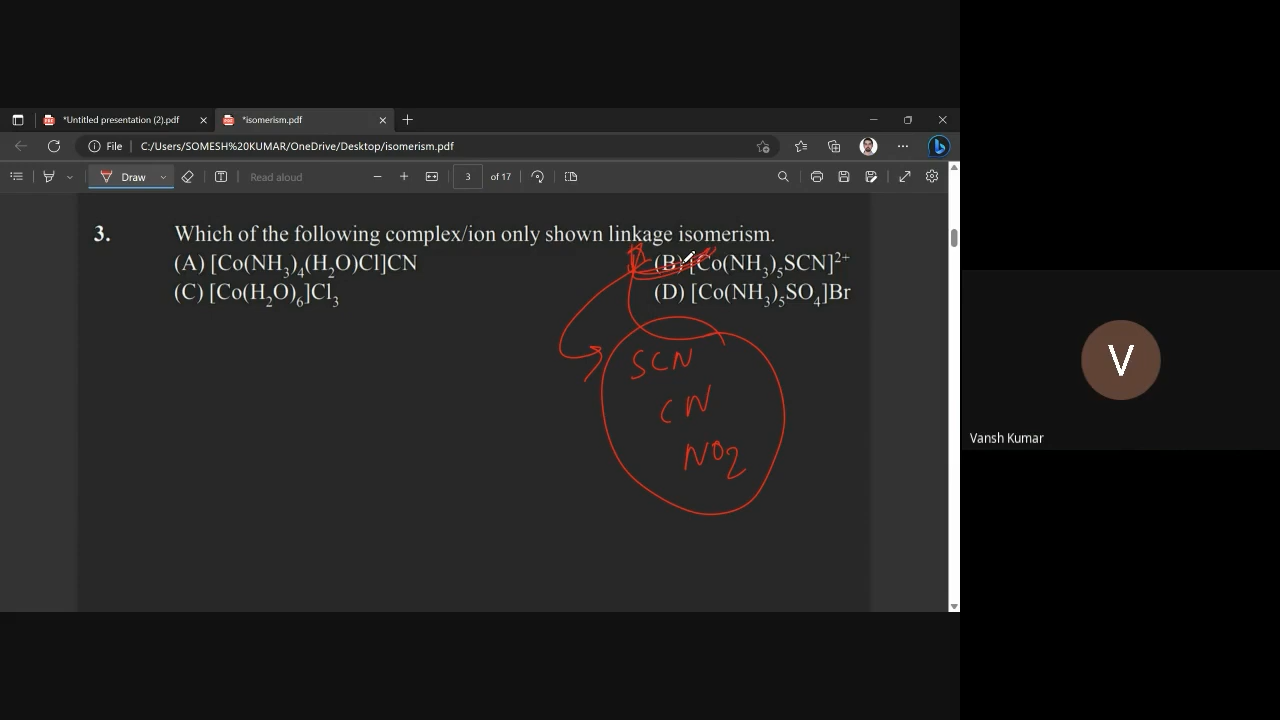 *Untitled presentation (2).pdf
*isomerism.pdf
File
C:/Users/SOMESH%20KUMAR/OneDrive/Desktop/isomerism.pdf
Draw
Read aloud
3
of 17
3. Which of the following complex/ion only shown linkage isomerism.
(A) [Co(NH₃)₄(H₂O)Cl]CN (B) [Co(NH₃)₅SCN]²⁺
(C) [Co(H₂O)₆]Cl₃ (D) [Co(NH₃)₅SO₄]Br
SCN
CN
NO₂
V
Vansh Kumar